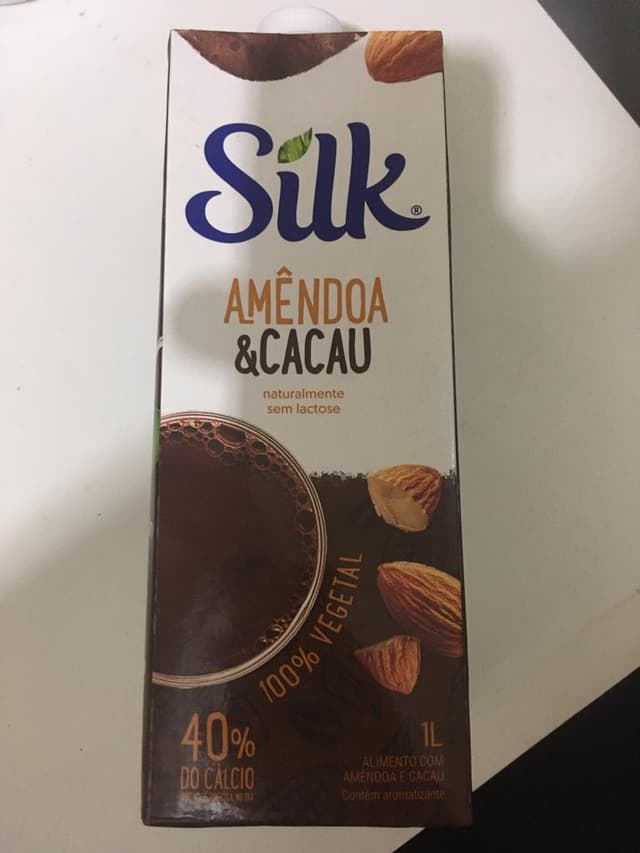 Silk®
AMÊNDOA
&CACAU
naturalmente
sem lactose
100% VEGETAL
40%
DO CÁLCIO
1L
ALIMENTO COM
AMÊNDOA E CACAU
Contém aromatizante